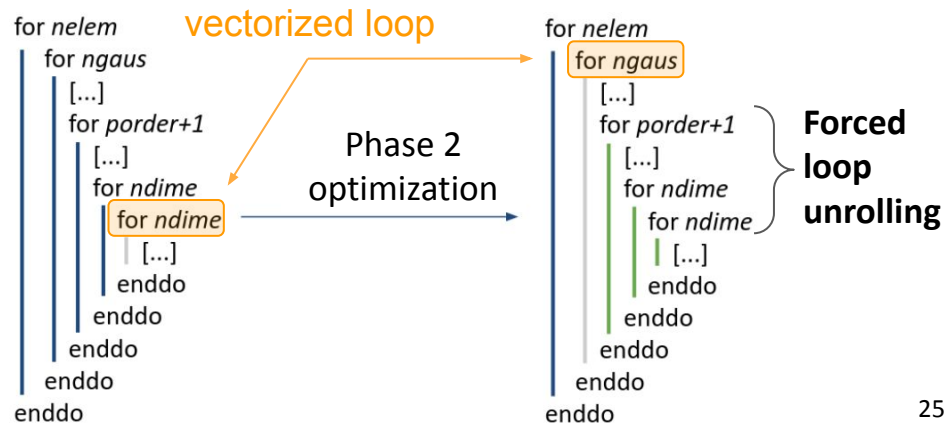 vectorized loop
for nelem
for ngaus
[...]
for porder+1
[...]
for ndime
for ndime
[...]
enddo
enddo
enddo
enddo
enddo
Phase 2
optimization
for nelem
for ngaus
[...]
for porder+1
[...]
for ndime
for ndime
[...]
enddo
enddo
enddo
enddo
enddo
Forced
loop
unrolling
25